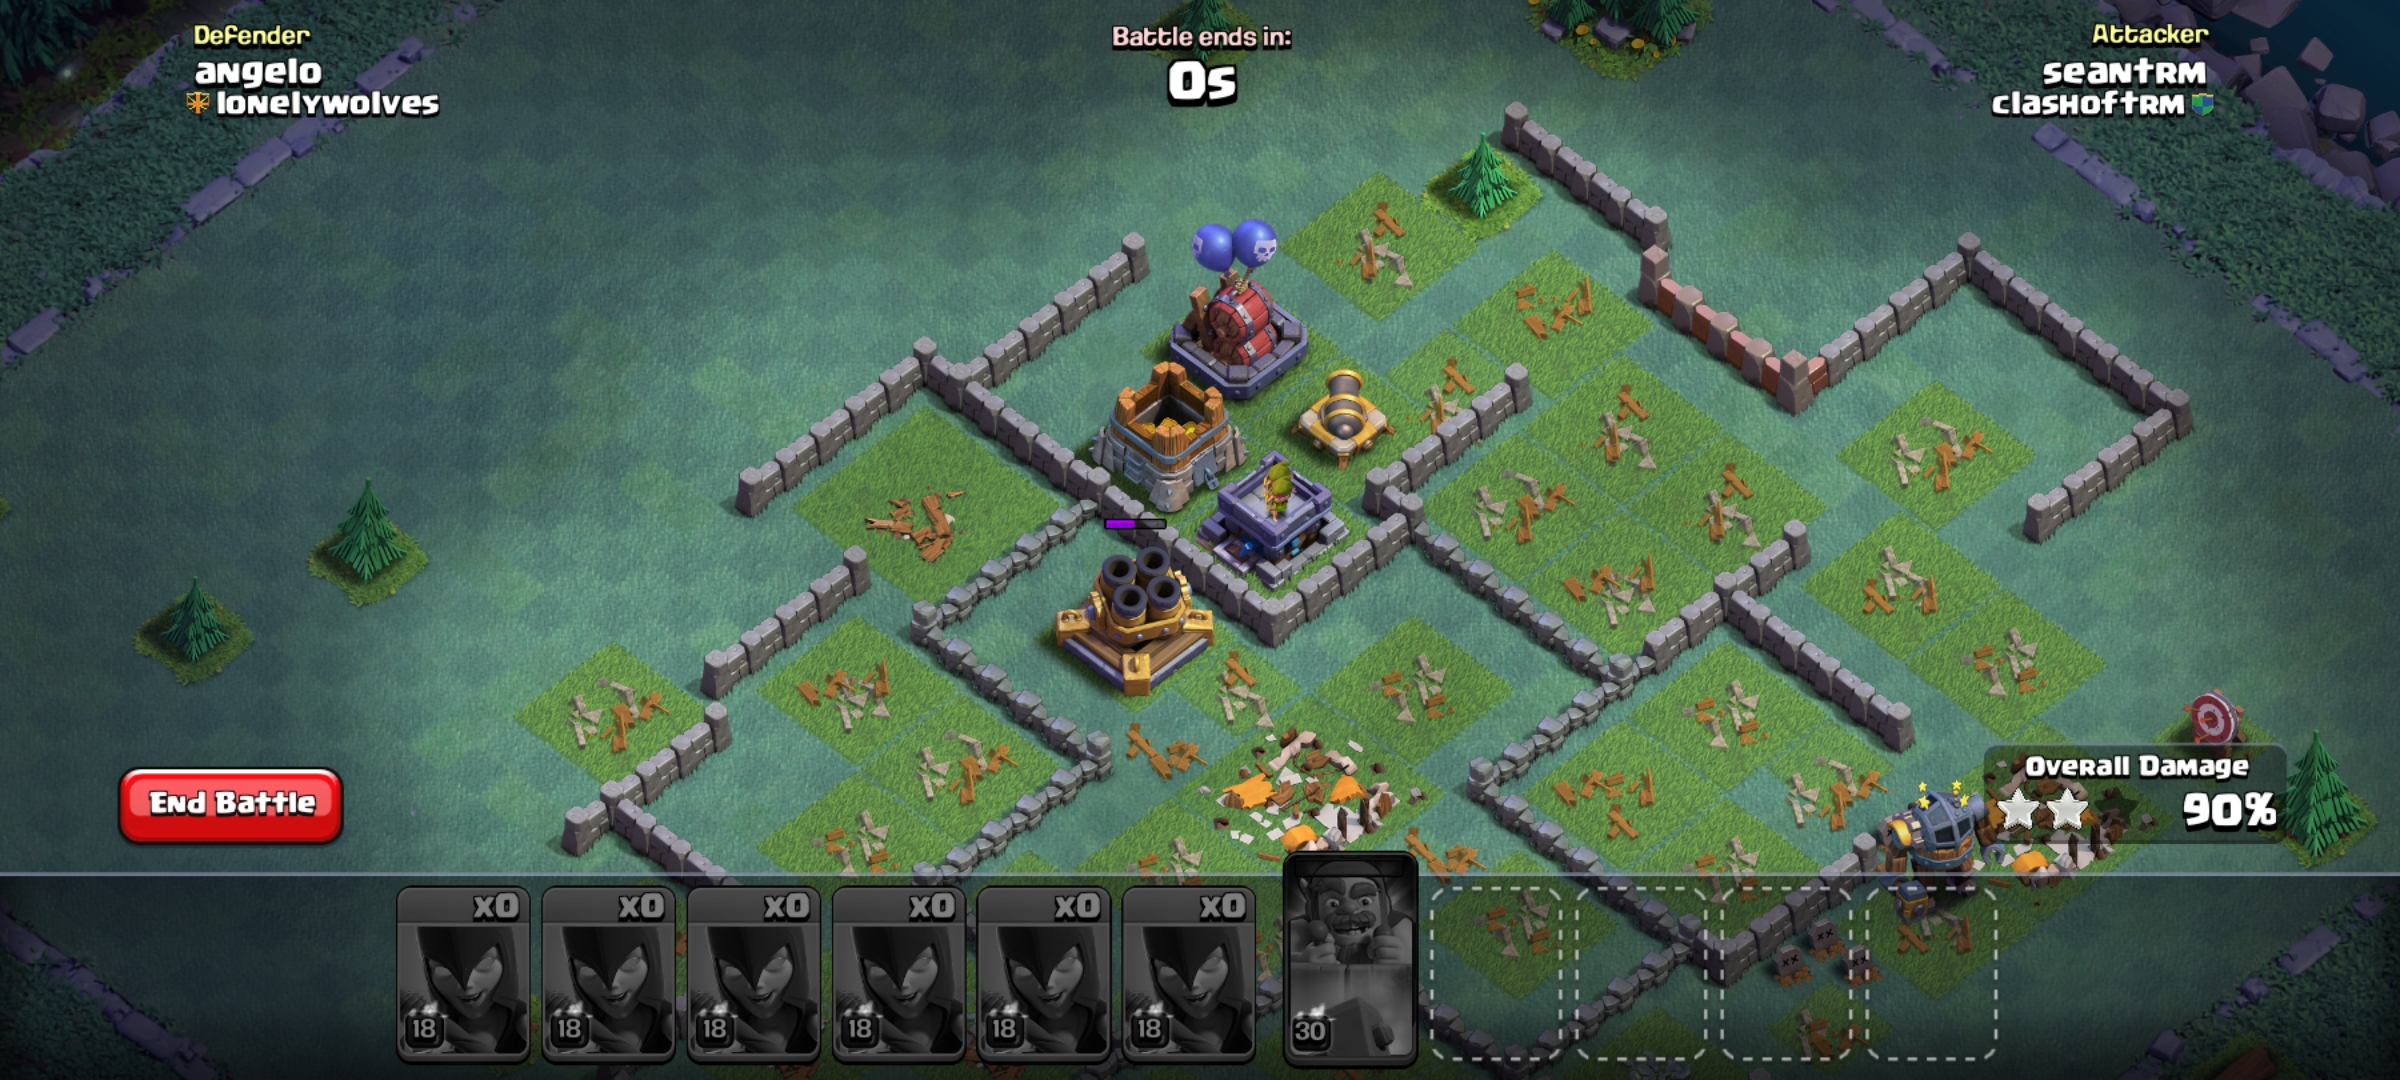 Defender
angelo
lonelywolves
Battle ends in:
0s
Attacker
seantRM
clashoftRM
End Battle
Overall Damage
90%
x0
x0
x0
x0
x0
x0
18
18
18
18
18
18
30